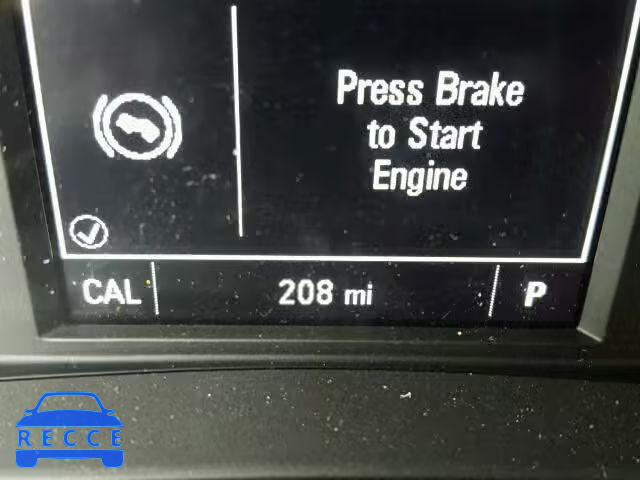 Press Brake
to Start
Engine
CAL 208 mi P
RECCE